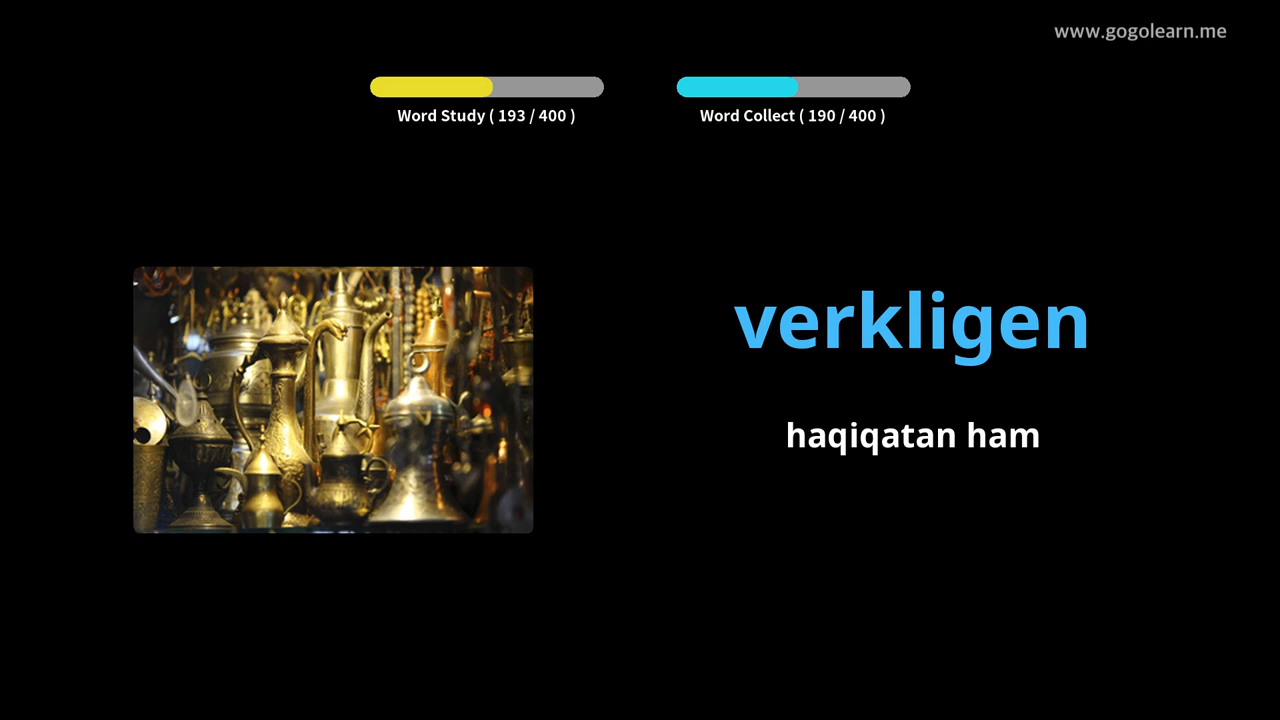 www.gogolearn.me
Word Study ( 193 / 400 )
Word Collect ( 190 / 400 )
verkligen
haqiqatan ham